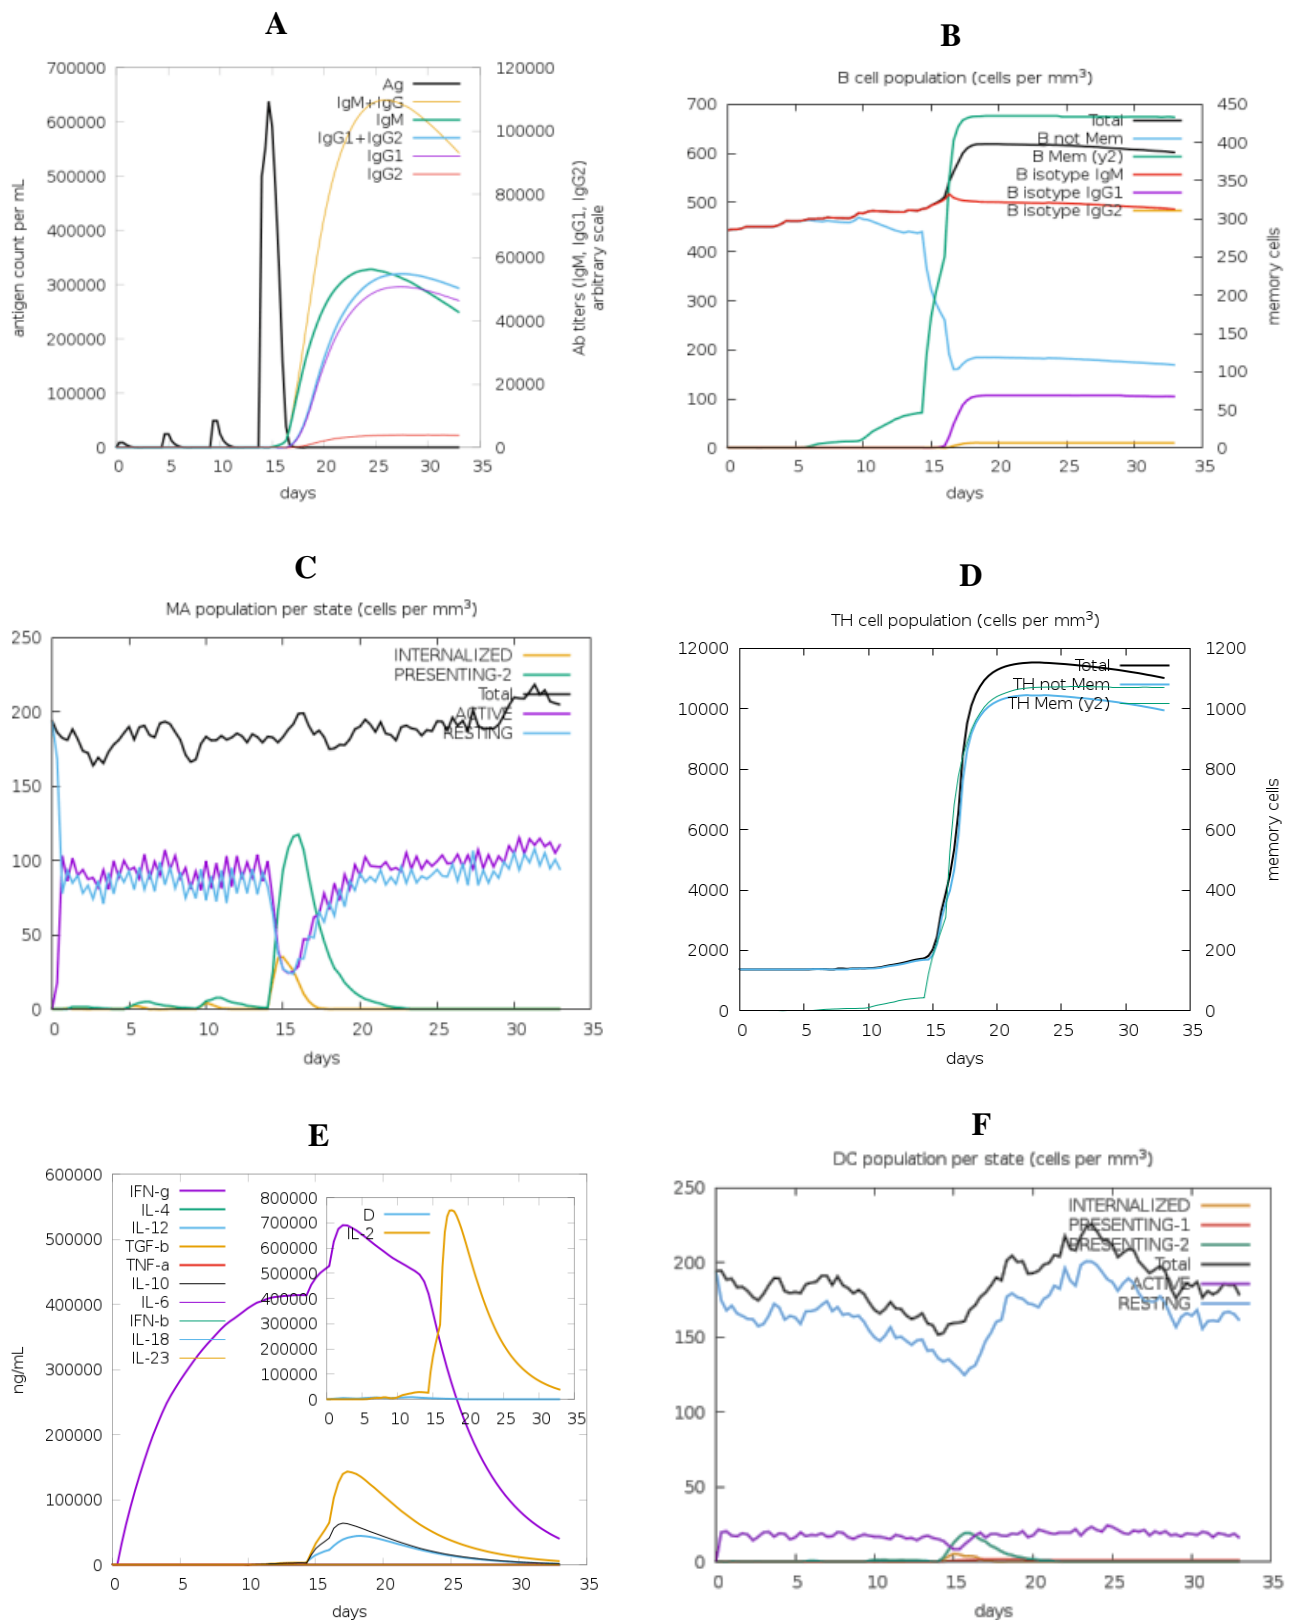 A
700000
600000
500000
400000
300000
200000
100000
0
120000
100000
80000
60000
40000
20000
0
Ag
IgM+IgG
IgM
IgG1+IgG2
IgG1
IgG2
antigen count per mL
Ab titers (IgM, IgG1, IgG2)
arbitrary scale
0 5 10 15 20 25 30 35
days
B
B cell population (cells per mm³)
700
600
500
400
300
200
100
0
450
400
350
300
250
200
150
100
50
0
Total
B not Mem
B Mem (y2)
B isotype IgM
B isotype IgG1
B isotype IgG2
memory cells
0 5 10 15 20 25 30 35
days
C
MA population per state (cells per mm³)
250
200
150
100
50
0
INTERNALIZED
PRESENTING-2
Total
ACTIVE
RESTING
0 5 10 15 20 25 30 35
days
D
TH cell population (cells per mm³)
12000
10000
8000
6000
4000
2000
0
1200
1000
800
600
400
200
0
Total
TH not Mem
TH Mem (y2)
memory cells
0 5 10 15 20 25 30 35
days
E
600000
500000
400000
300000
200000
100000
0
ng/mL
IFN-g
IL-4
IL-12
TGF-b
TNF-a
IL-10
IL-6
IFN-b
IL-18
IL-23
800000
700000
600000
500000
400000
300000
200000
100000
0
D
IL-2
0 5 10 15 20 25 30 35
0 5 10 15 20 25 30 35
days
F
DC population per state (cells per mm³)
250
200
150
100
50
0
INTERNALIZED
PRESENTING-1
PRESENTING-2
Total
ACTIVE
RESTING
0 5 10 15 20 25 30 35
days